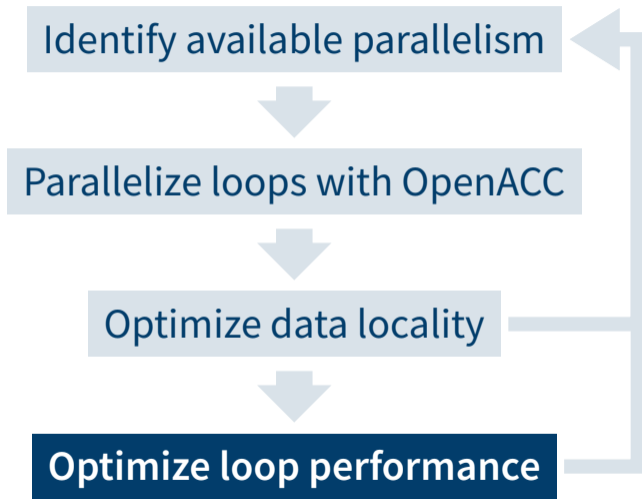 Identify available parallelism
Parallelize loops with OpenACC
Optimize data locality
Optimize loop performance